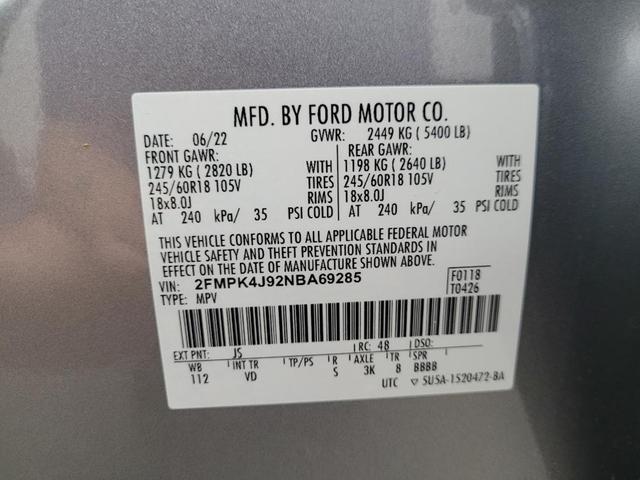 MFD. BY FORD MOTOR CO.
DATE: 06/22 GVWR: 2449 KG ( 5400 LB)
FRONT GAWR: REAR GAWR:
1279 KG ( 2820 LB) WITH 1198 KG ( 2640 LB) WITH
245/60R18 105V TIRES 245/60R18 105V TIRES
18x8.0J RIMS 18x8.0J RIMS
AT 240 kPa/ 35 PSI COLD AT 240 kPa/ 35 PSI COLD
THIS VEHICLE CONFORMS TO ALL APPLICABLE FEDERAL MOTOR
VEHICLE SAFETY AND THEFT PREVENTION STANDARDS IN
EFFECT ON THE DATE OF MANUFACTURE SHOWN ABOVE.
VIN: 2FMPK4J92NBA69285 F0118
TYPE: MPV T0426
EXT PNT: JS RC: 48 DSO:
WB INT TR TP/PS R AXLE TR SPR
112 VD S 3K 8 BBBB
UTC ▽ 5U5A-1520472-BA